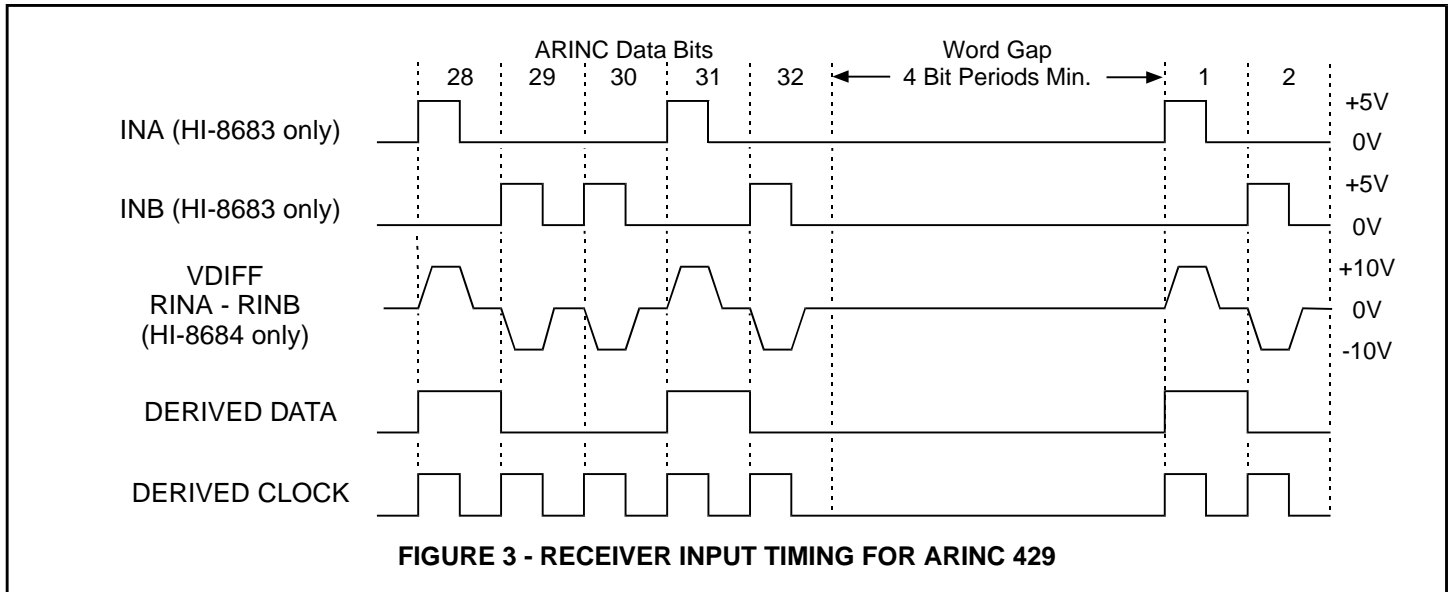 ARINC Data Bits
Word Gap
28 29 30 31 32 4 Bit Periods Min. 1 2
INA (HI-8683 only)
+5V
0V
INB (HI-8683 only)
+5V
0V
VDIFF
RINA - RINB
(HI-8684 only)
+10V
0V
-10V
DERIVED DATA
DERIVED CLOCK
FIGURE 3 - RECEIVER INPUT TIMING FOR ARINC 429